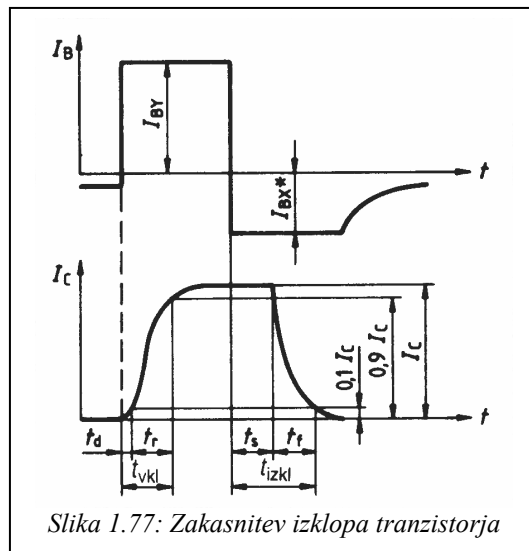 I_B
I_BY
t
I_BX*
I_C
0,1 I_C
0,9 I_C
I_C
t
t_d t_r t_s t_f
t_vkl t_izkl
Slika 1.77: Zakasnitev izklopa tranzistorja